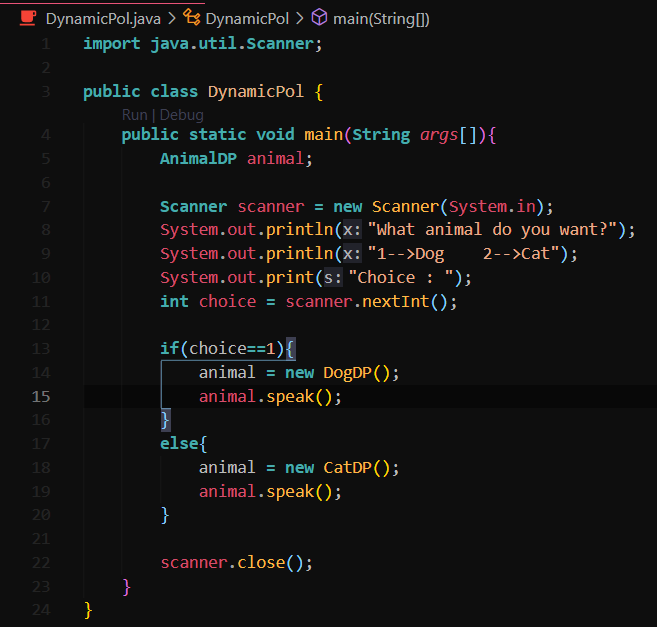 DynamicPol.java > DynamicPol > main(String[])
1 import java.util.Scanner;
2
3 public class DynamicPol {
Run | Debug
4 public static void main(String args[]){
5 AnimalDP animal;
6
7 Scanner scanner = new Scanner(System.in);
8 System.out.println(x: "What animal do you want?");
9 System.out.println(x: "1-->Dog    2-->Cat");
10 System.out.print(s: "Choice : ");
11 int choice = scanner.nextInt();
12
13 if(choice==1){
14 animal = new DogDP();
15 animal.speak();
16 }
17 else{
18 animal = new CatDP();
19 animal.speak();
20 }
21
22 scanner.close();
23 }
24 }